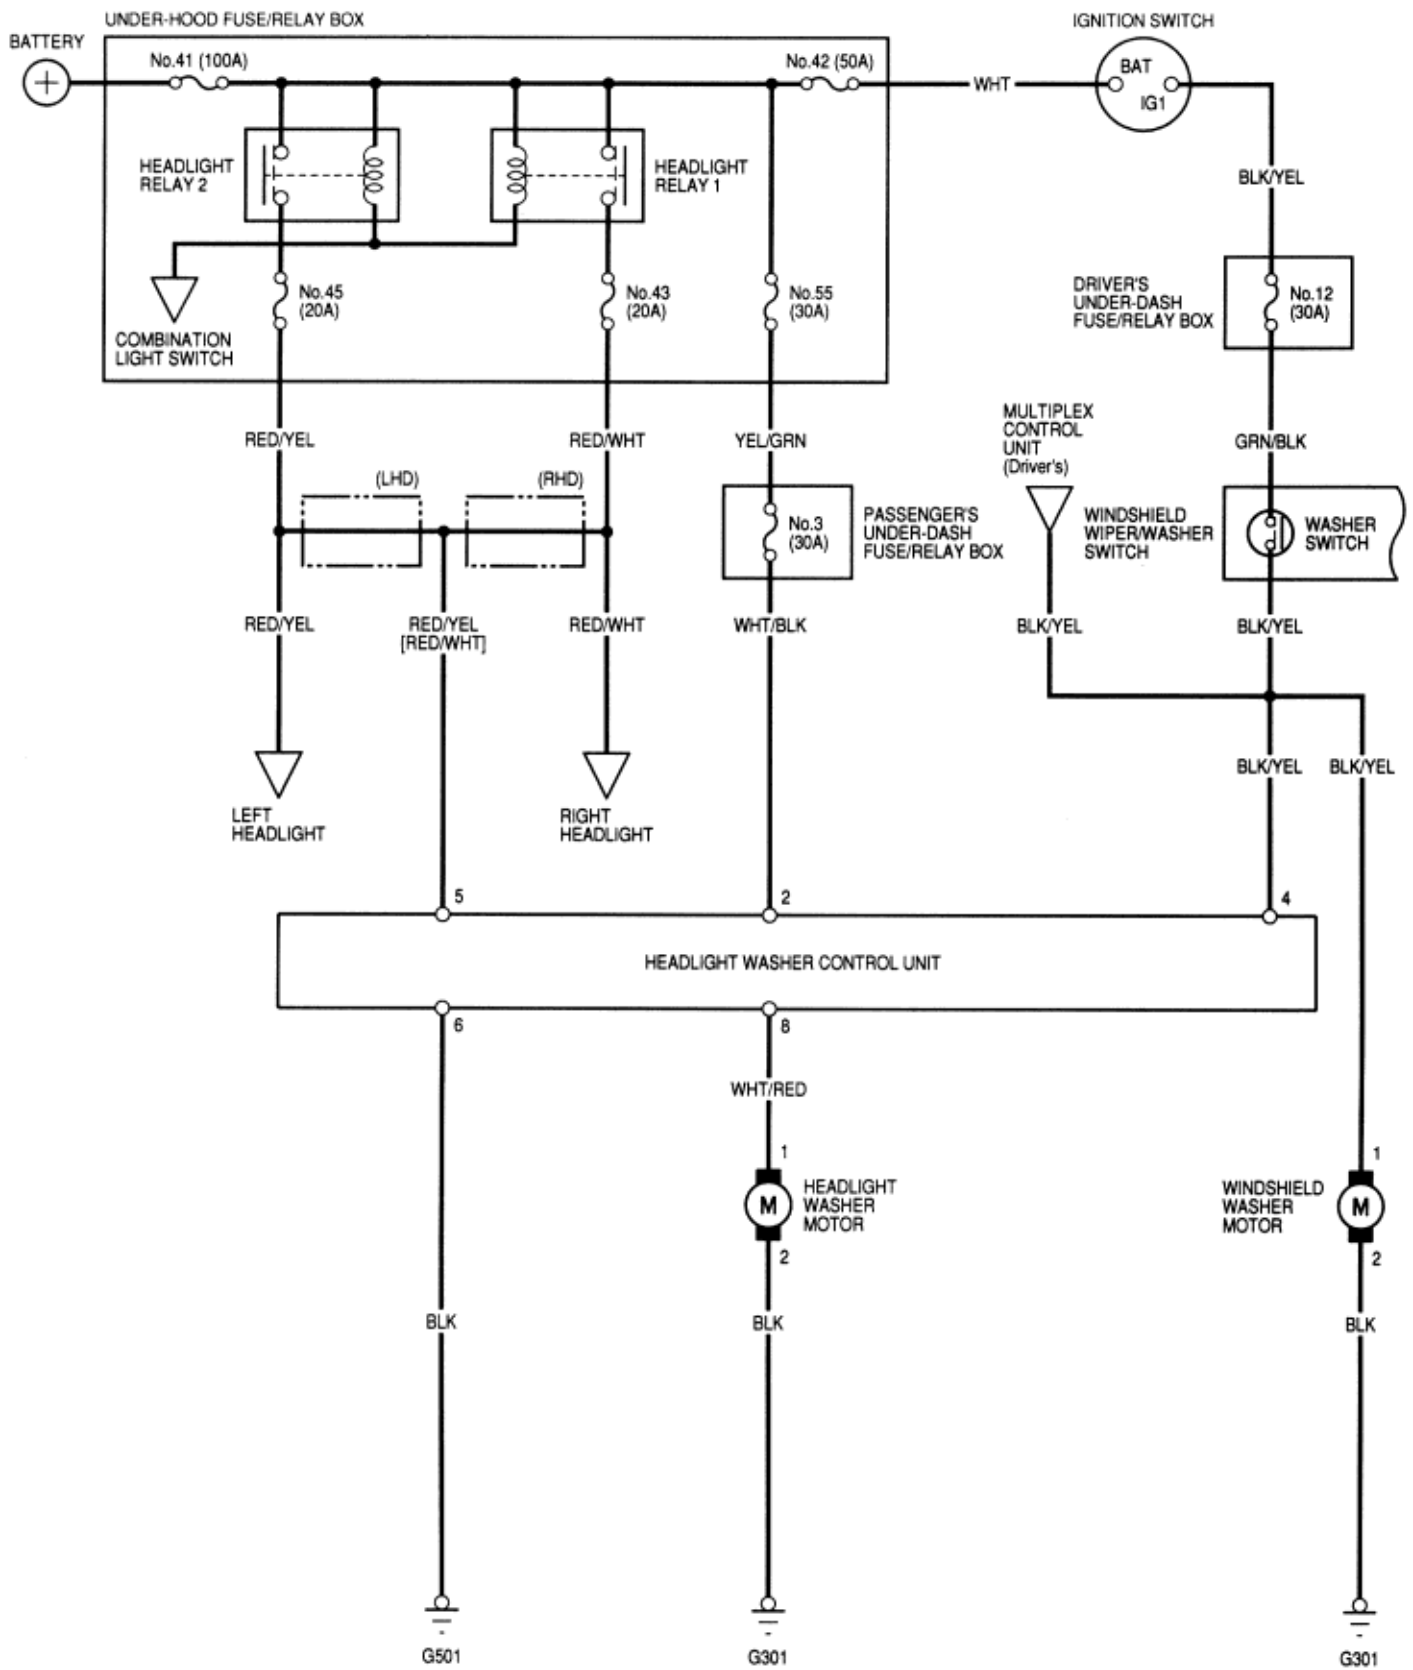 UNDER-HOOD FUSE/RELAY BOX
IGNITION SWITCH
BATTERY
No.41 (100A)
No.42 (50A)
BAT
WHT
IG1
HEADLIGHT
RELAY 2
HEADLIGHT
RELAY 1
BLK/YEL
No.45
(20A)
No.43
(20A)
No.55
(30A)
DRIVER'S
UNDER-DASH
FUSE/RELAY BOX
No.12
(30A)
COMBINATION
LIGHT SWITCH
MULTIPLEX
CONTROL
UNIT
(Driver's)
RED/YEL
RED/WHT
YEL/GRN
GRN/BLK
(LHD)
(RHD)
No.3
(30A)
PASSENGER'S
UNDER-DASH
FUSE/RELAY BOX
WINDSHIELD
WIPER/WASHER
SWITCH
WASHER
SWITCH
RED/YEL
RED/YEL
[RED/WHT]
RED/WHT
WHT/BLK
BLK/YEL
BLK/YEL
BLK/YEL
BLK/YEL
LEFT
HEADLIGHT
RIGHT
HEADLIGHT
5
2
4
HEADLIGHT WASHER CONTROL UNIT
6
8
WHT/RED
1
1
M
HEADLIGHT
WASHER
MOTOR
WINDSHIELD
WASHER
MOTOR
M
2
2
BLK
BLK
BLK
G501
G301
G301